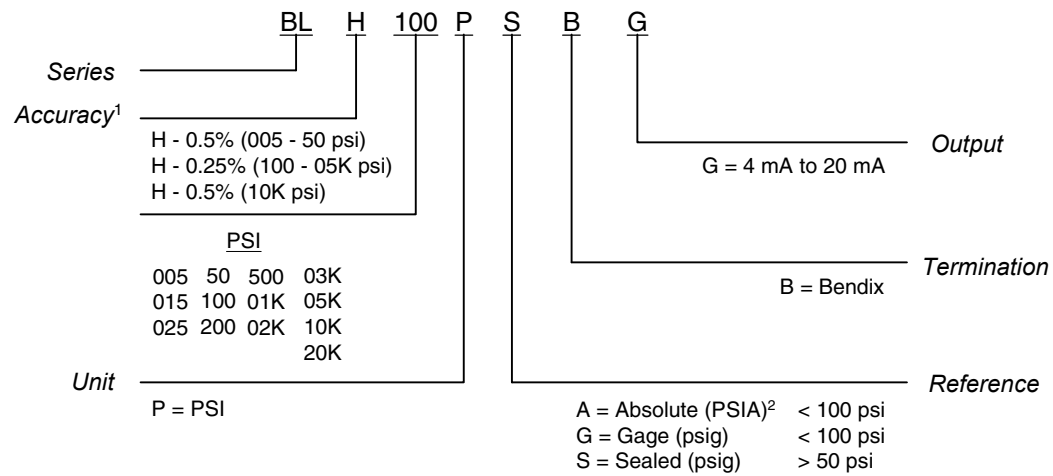 BL H 100 P S B G
Series
Accuracy¹
H - 0.5% (005 - 50 psi)
H - 0.25% (100 - 05K psi)
H - 0.5% (10K psi)
Output
G = 4 mA to 20 mA
PSI
005 50 500 03K
015 100 01K 05K
025 200 02K 10K
20K
Termination
B = Bendix
Unit
P = PSI
Reference
A = Absolute (PSIA)² < 100 psi
G = Gage (psig) < 100 psi
S = Sealed (psig) > 50 psi